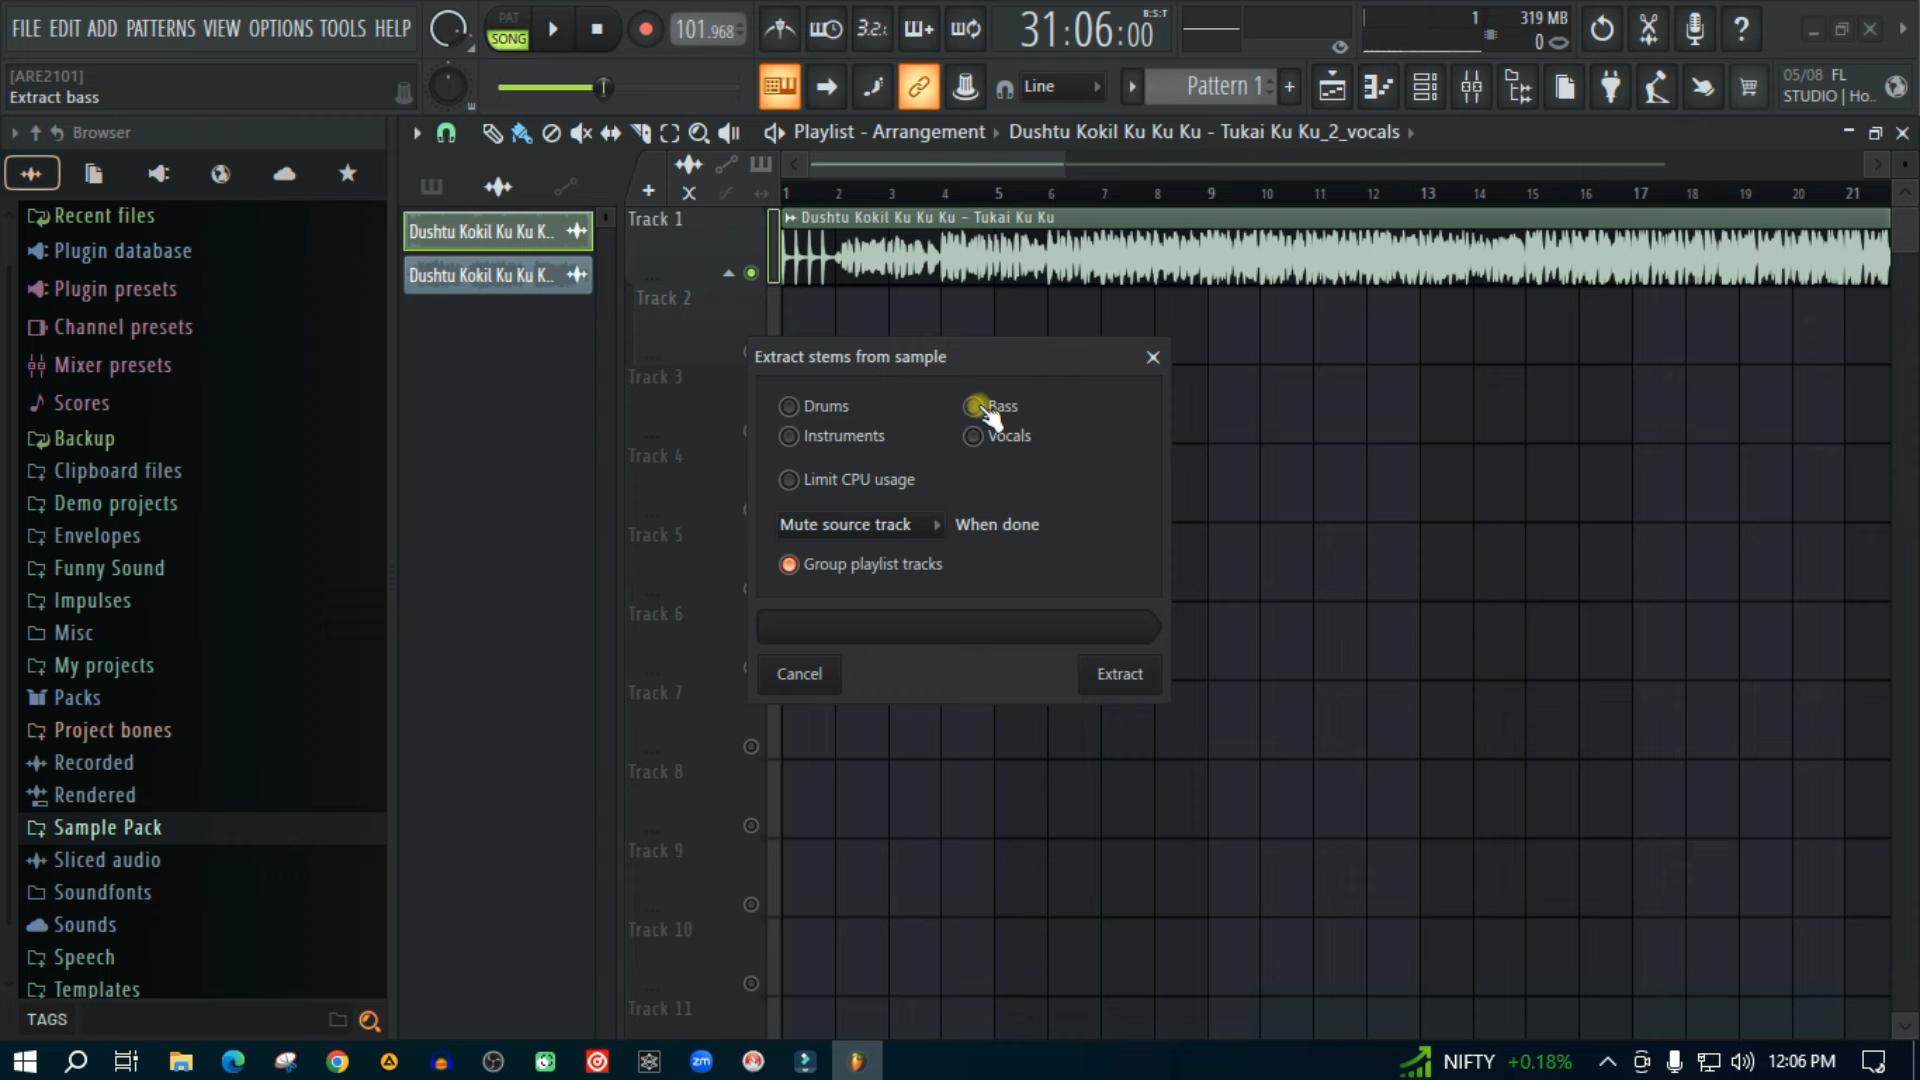 FILE EDIT ADD PATTERNS VIEW OPTIONS TOOLS HELP
PAT
SONG
101.968
3.2.
31:06:00
B:S:T
1
319 MB
0
[ARE2101]
Extract bass
Line
Pattern 1
05/08 FL
STUDIO | Ho..
Browser
Playlist - Arrangement
Dushtu Kokil Ku Ku Ku - Tukai Ku Ku_2_vocals
1 2 3 4 5 6 7 8 9 10 11 12 13 14 15 16 17 18 19 20 21
Recent files
Plugin database
Plugin presets
Channel presets
Mixer presets
Scores
Backup
Clipboard files
Demo projects
Envelopes
Funny Sound
Impulses
Misc
My projects
Packs
Project bones
Recorded
Rendered
Sample Pack
Sliced audio
Soundfonts
Sounds
Speech
Templates
TAGS
Dushtu Kokil Ku Ku K..
Dushtu Kokil Ku Ku K..
Track 1
Dushtu Kokil Ku Ku Ku - Tukai Ku Ku
Track 2
Track 3
Track 4
Track 5
Track 6
Track 7
Track 8
Track 9
Track 10
Track 11
Extract stems from sample
Drums
Bass
Instruments
Vocals
Limit CPU usage
Mute source track
When done
Group playlist tracks
Cancel
Extract
zm
NIFTY +0.18%
12:06 PM